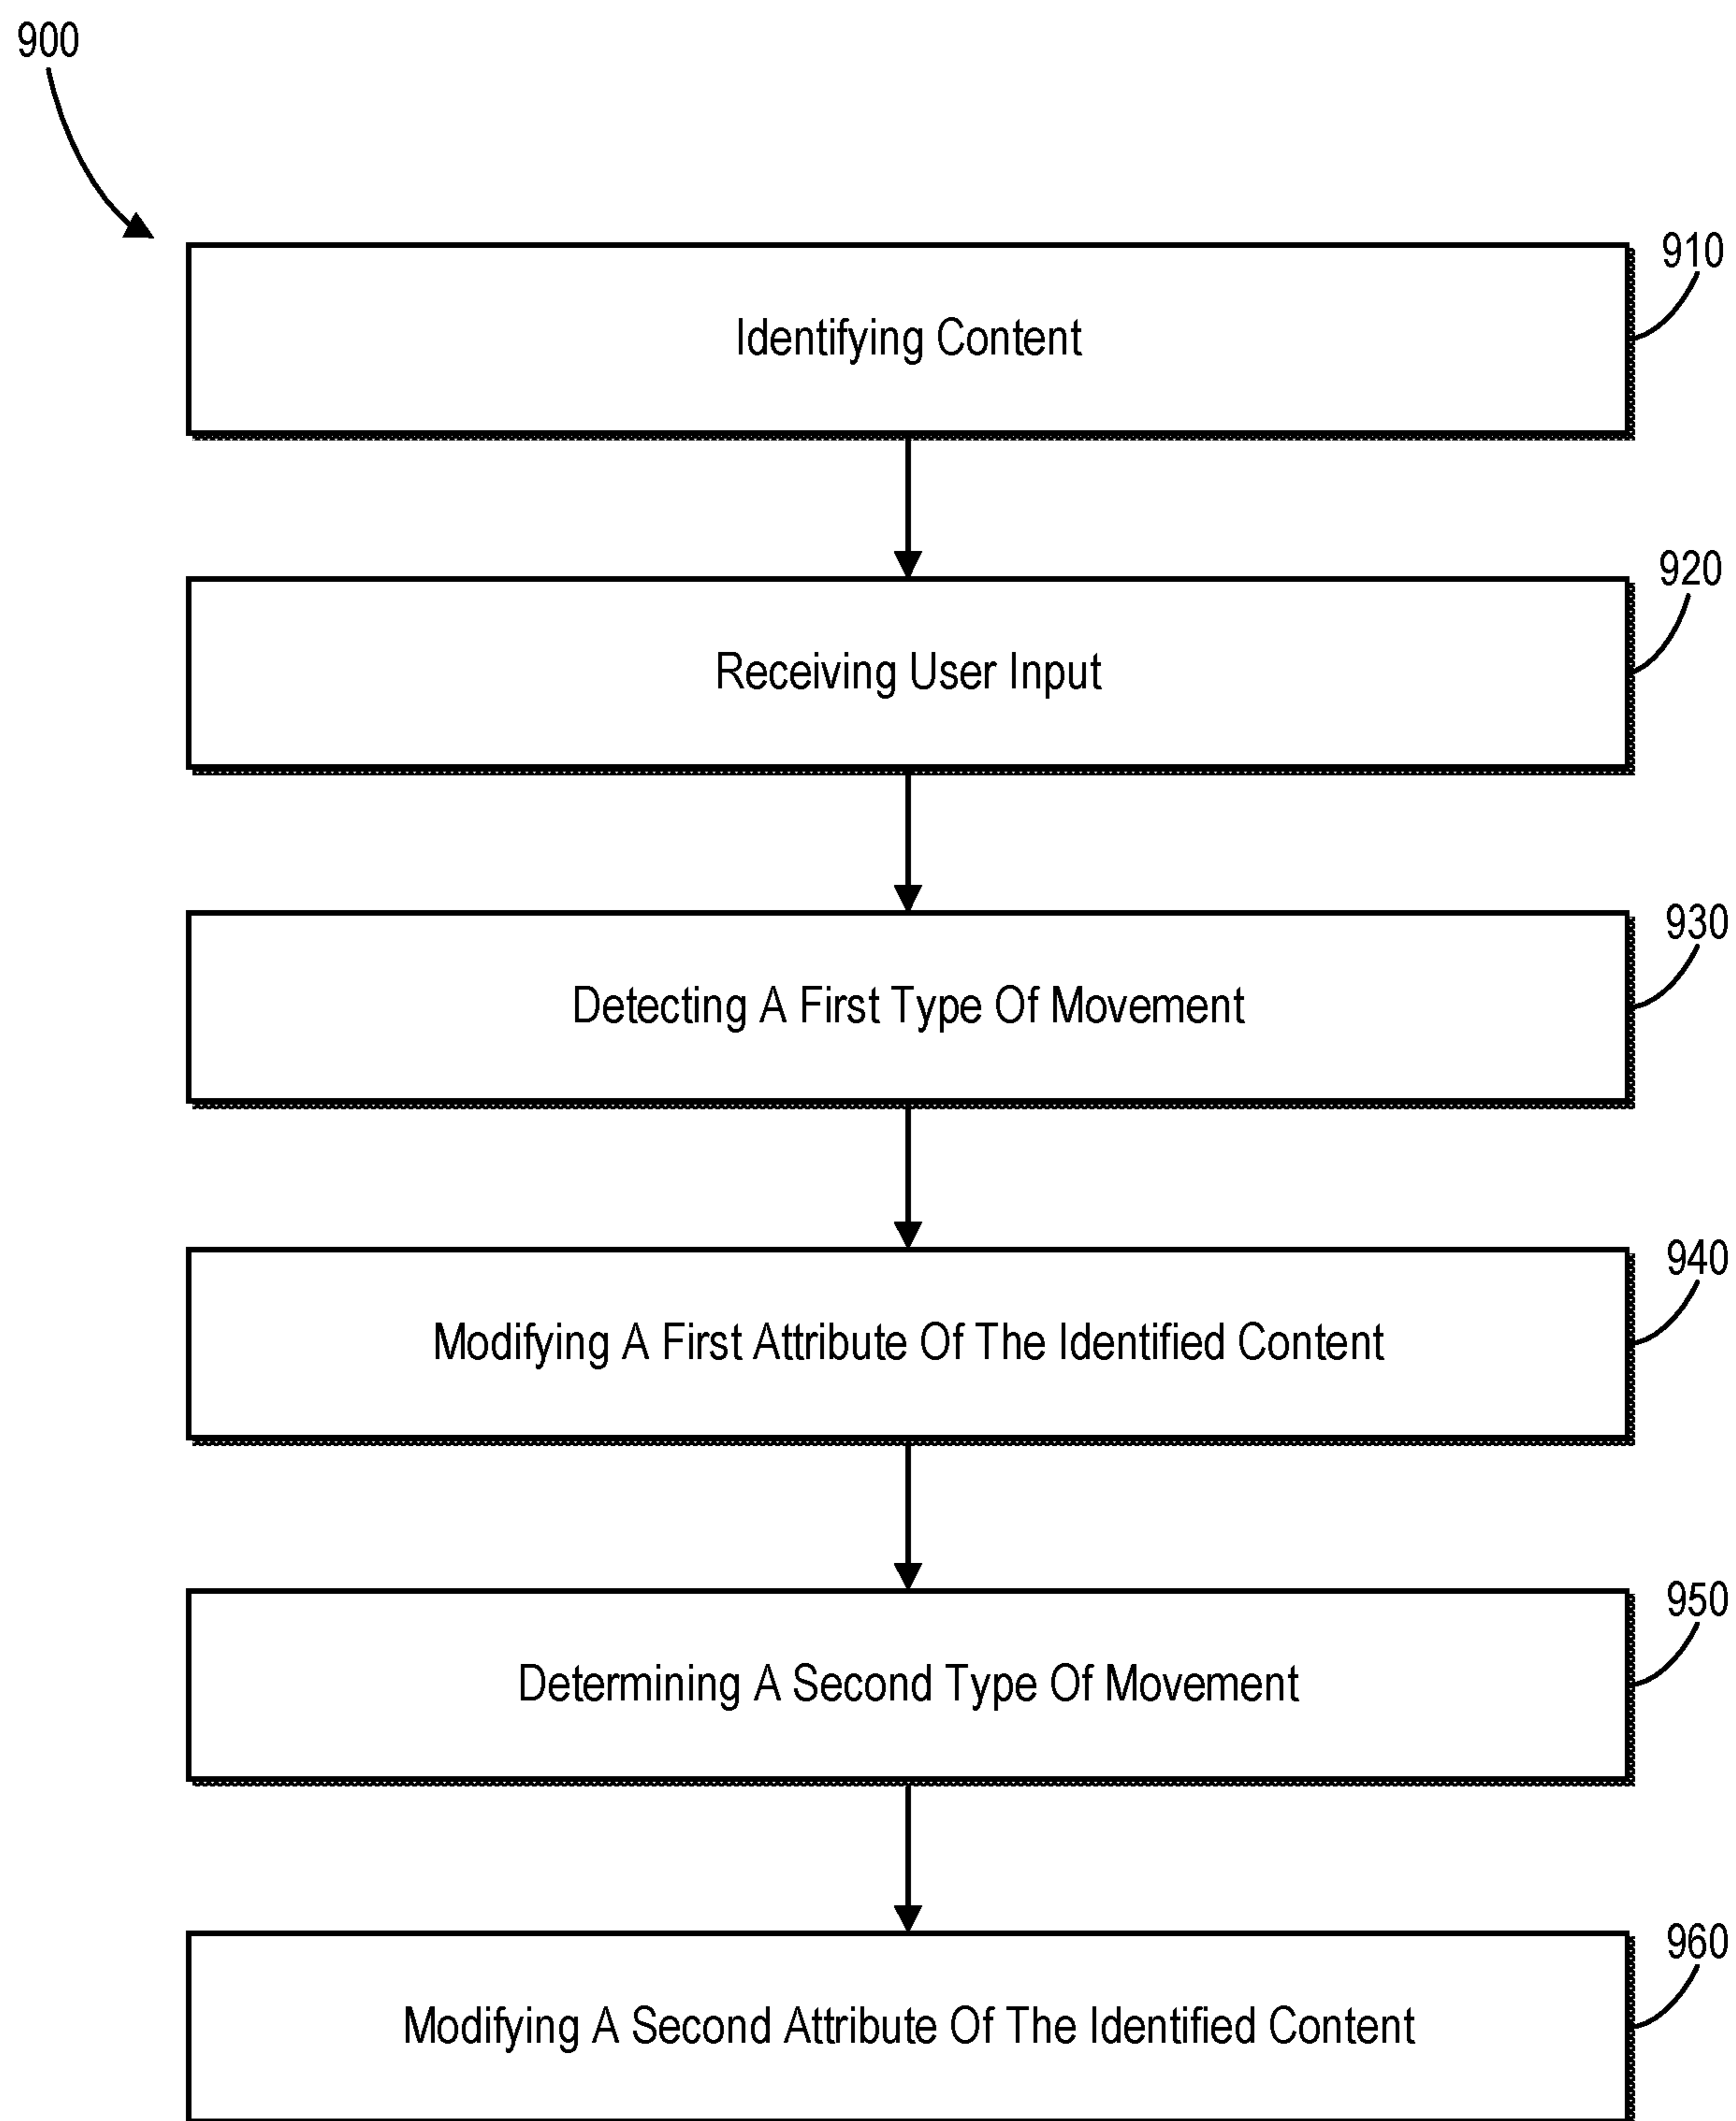 900
910
Identifying Content
920
Receiving User Input
930
Detecting A First Type Of Movement
940
Modifying A First Attribute Of The Identified Content
950
Determining A Second Type Of Movement
960
Modifying A Second Attribute Of The Identified Content